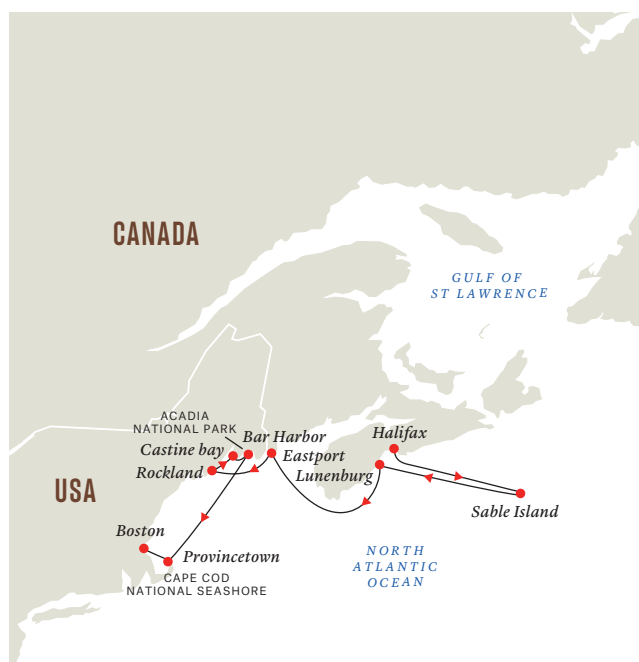 CANADA
GULF OF
ST LAWRENCE
ACADIA
NATIONAL PARK
Bar Harbor
Halifax
Castine bay
Eastport
Rockland
Lunenburg
USA
Sable Island
Boston
Provincetown
NORTH
ATLANTIC
OCEAN
CAPE COD
NATIONAL SEASHORE